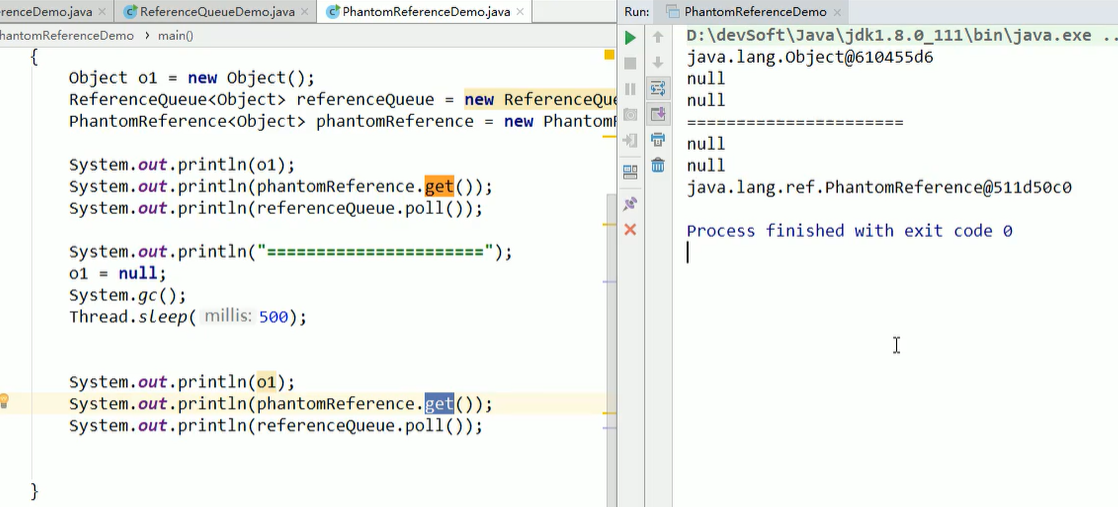 renceDemo.java
ReferenceQueueDemo.java
PhantomReferenceDemo.java
hantomReferenceDemo
main()
{
Object o1 = new Object();
ReferenceQueue<Object> referenceQueue = new ReferenceQue
PhantomReference<Object> phantomReference = new Phantom
System.out.println(o1);
System.out.println(phantomReference.get());
System.out.println(referenceQueue.poll());
System.out.println("======================");
o1 = null;
System.gc();
Thread.sleep( millis: 500);
System.out.println(o1);
System.out.println(phantomReference.get());
System.out.println(referenceQueue.poll());
}
Run: PhantomReferenceDemo
D:\devSoft\Java\jdk1.8.0_111\bin\java.exe ..
java.lang.Object@610455d6
null
null
======================
null
null
java.lang.ref.PhantomReference@511d50c0
Process finished with exit code 0